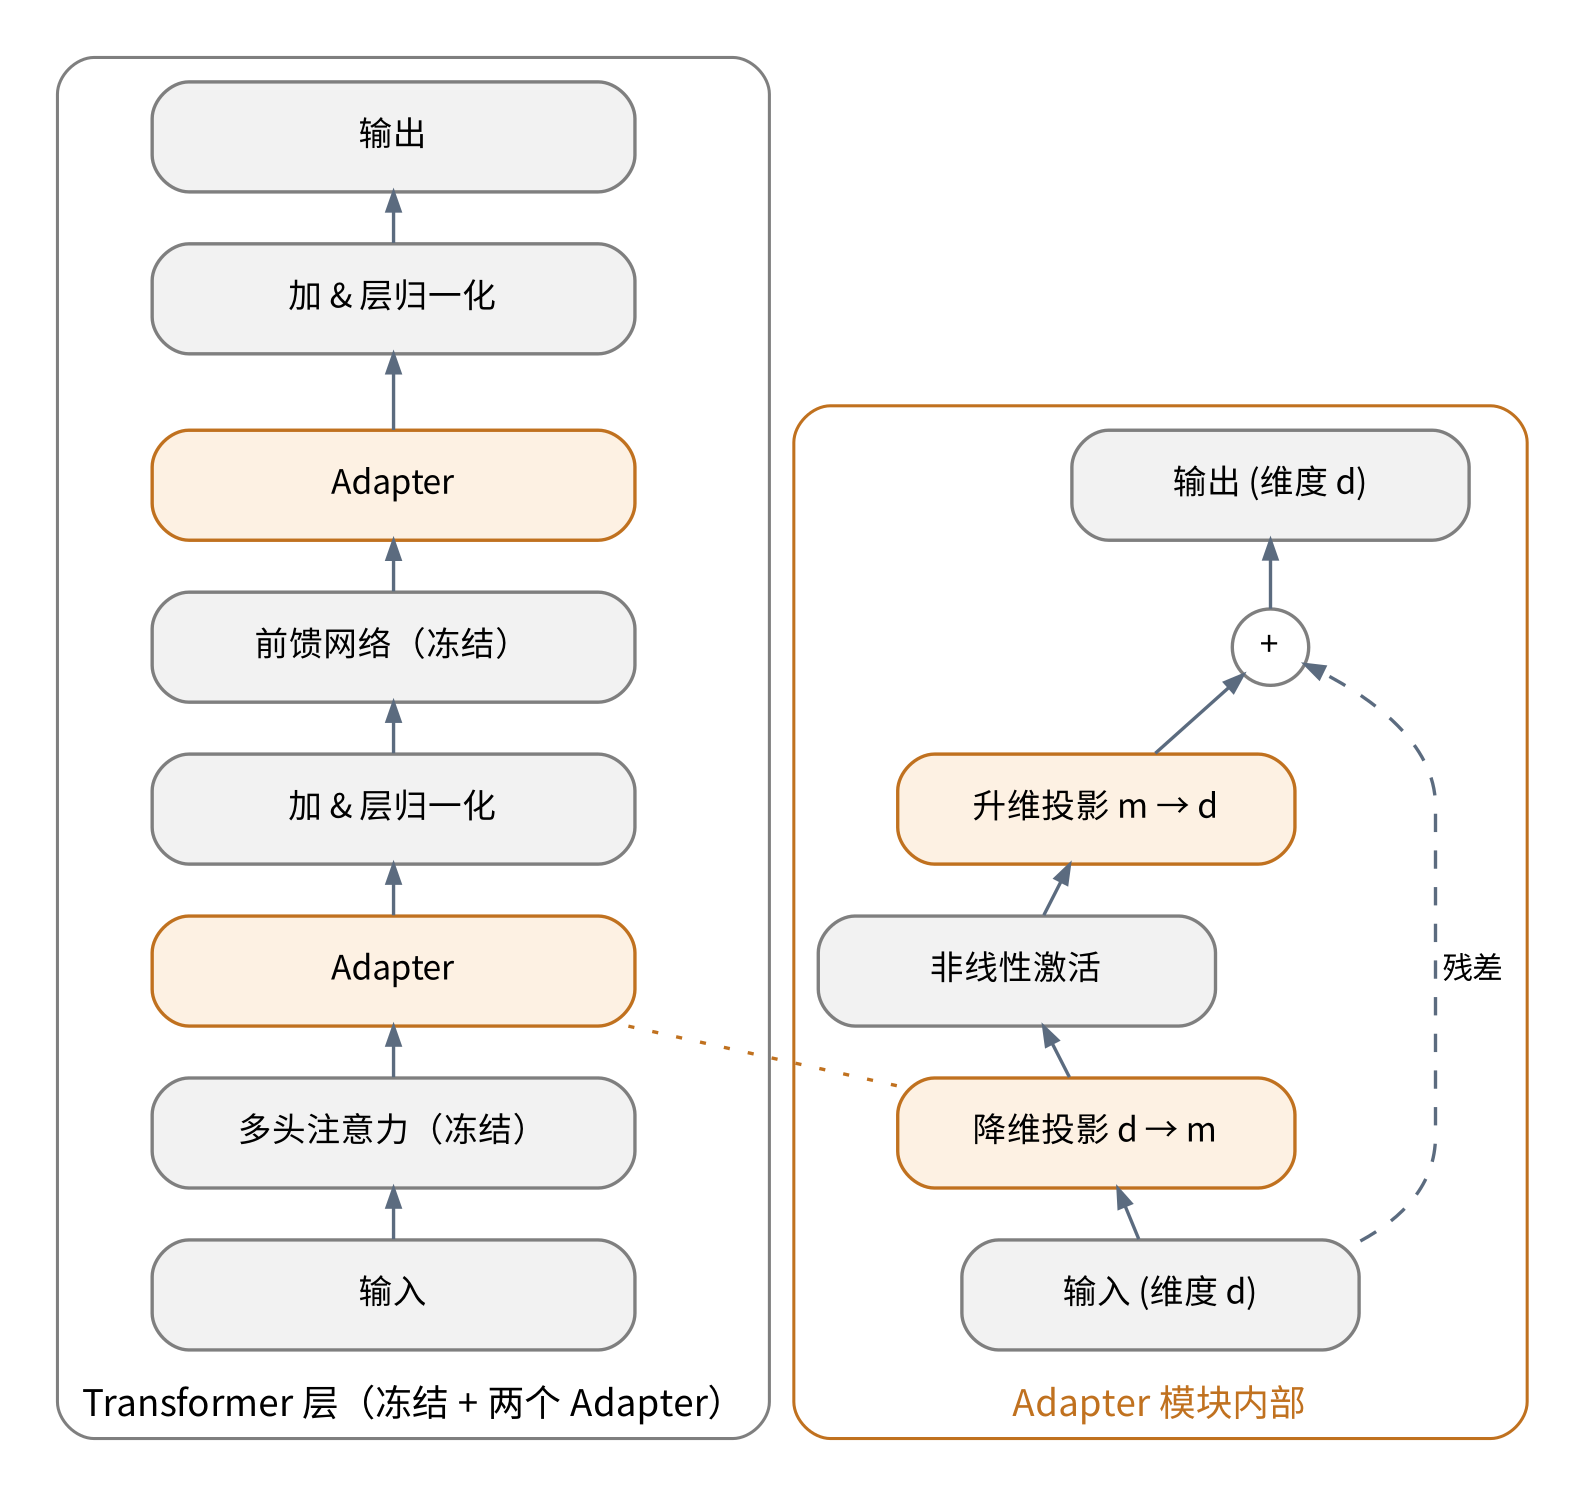 输出
加 & 层归一化
Adapter
前馈网络（冻结）
加 & 层归一化
Adapter
多头注意力（冻结）
输入
Transformer 层（冻结 + 两个 Adapter）
输出 (维度 d)
+
升维投影 m → d
非线性激活
残差
降维投影 d → m
输入 (维度 d)
Adapter 模块内部